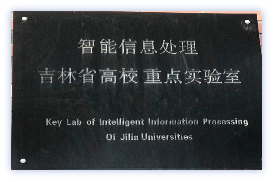 智能信息处理
吉林省高校重点实验室
Key Lab of Intelligent Information Processing
Of Jilin Universities